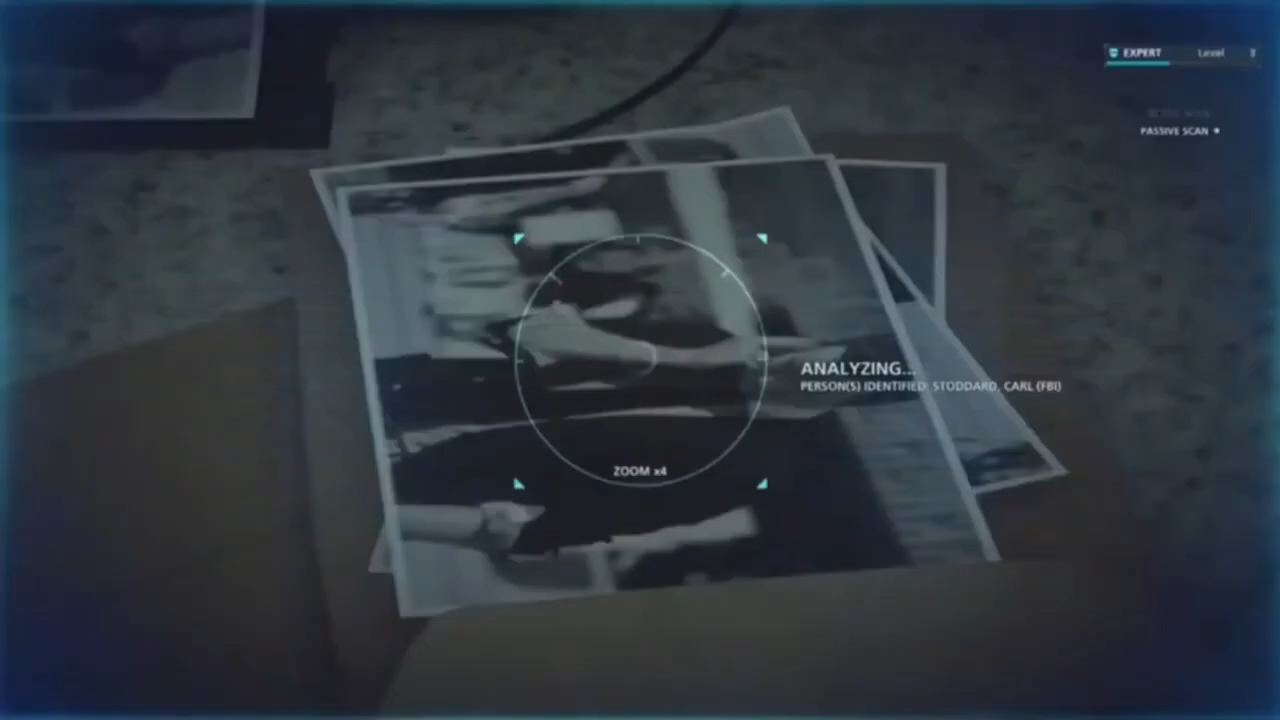 EXPERT Level
PASSIVE SCAN
ANALYZING...
PERSON(S) IDENTIFIED: STODDARD, CARL (FBI)
ZOOM x4